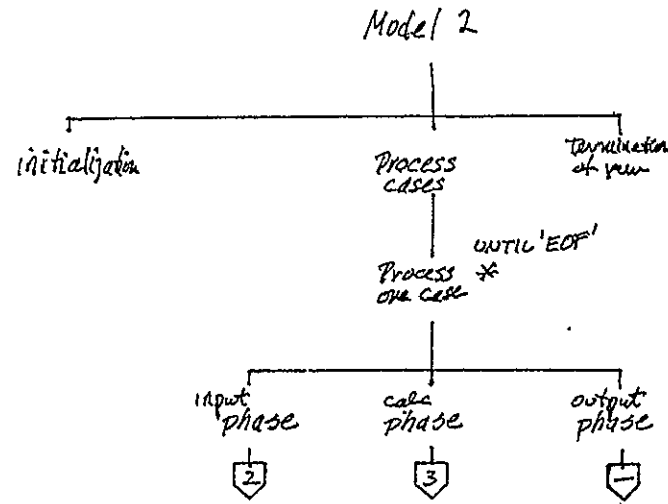 Model 2
initialization
Process
cases
termination
of run
UNTIL 'EOF'
Process *
one case
input
phase
calc
phase
output
phase
2
3
—